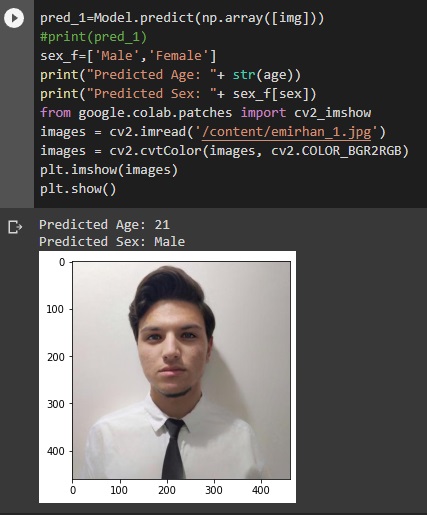 pred_1=Model.predict(np.array([img]))
#print(pred_1)
sex_f=['Male','Female']
print("Predicted Age: "+ str(age))
print("Predicted Sex: "+ sex_f[sex])
from google.colab.patches import cv2_imshow
images = cv2.imread('/content/emirhan_1.jpg')
images = cv2.cvtColor(images, cv2.COLOR_BGR2RGB)
plt.imshow(images)
plt.show()
Predicted Age: 21
Predicted Sex: Male
0
100
200
300
400
0 100 200 300 400